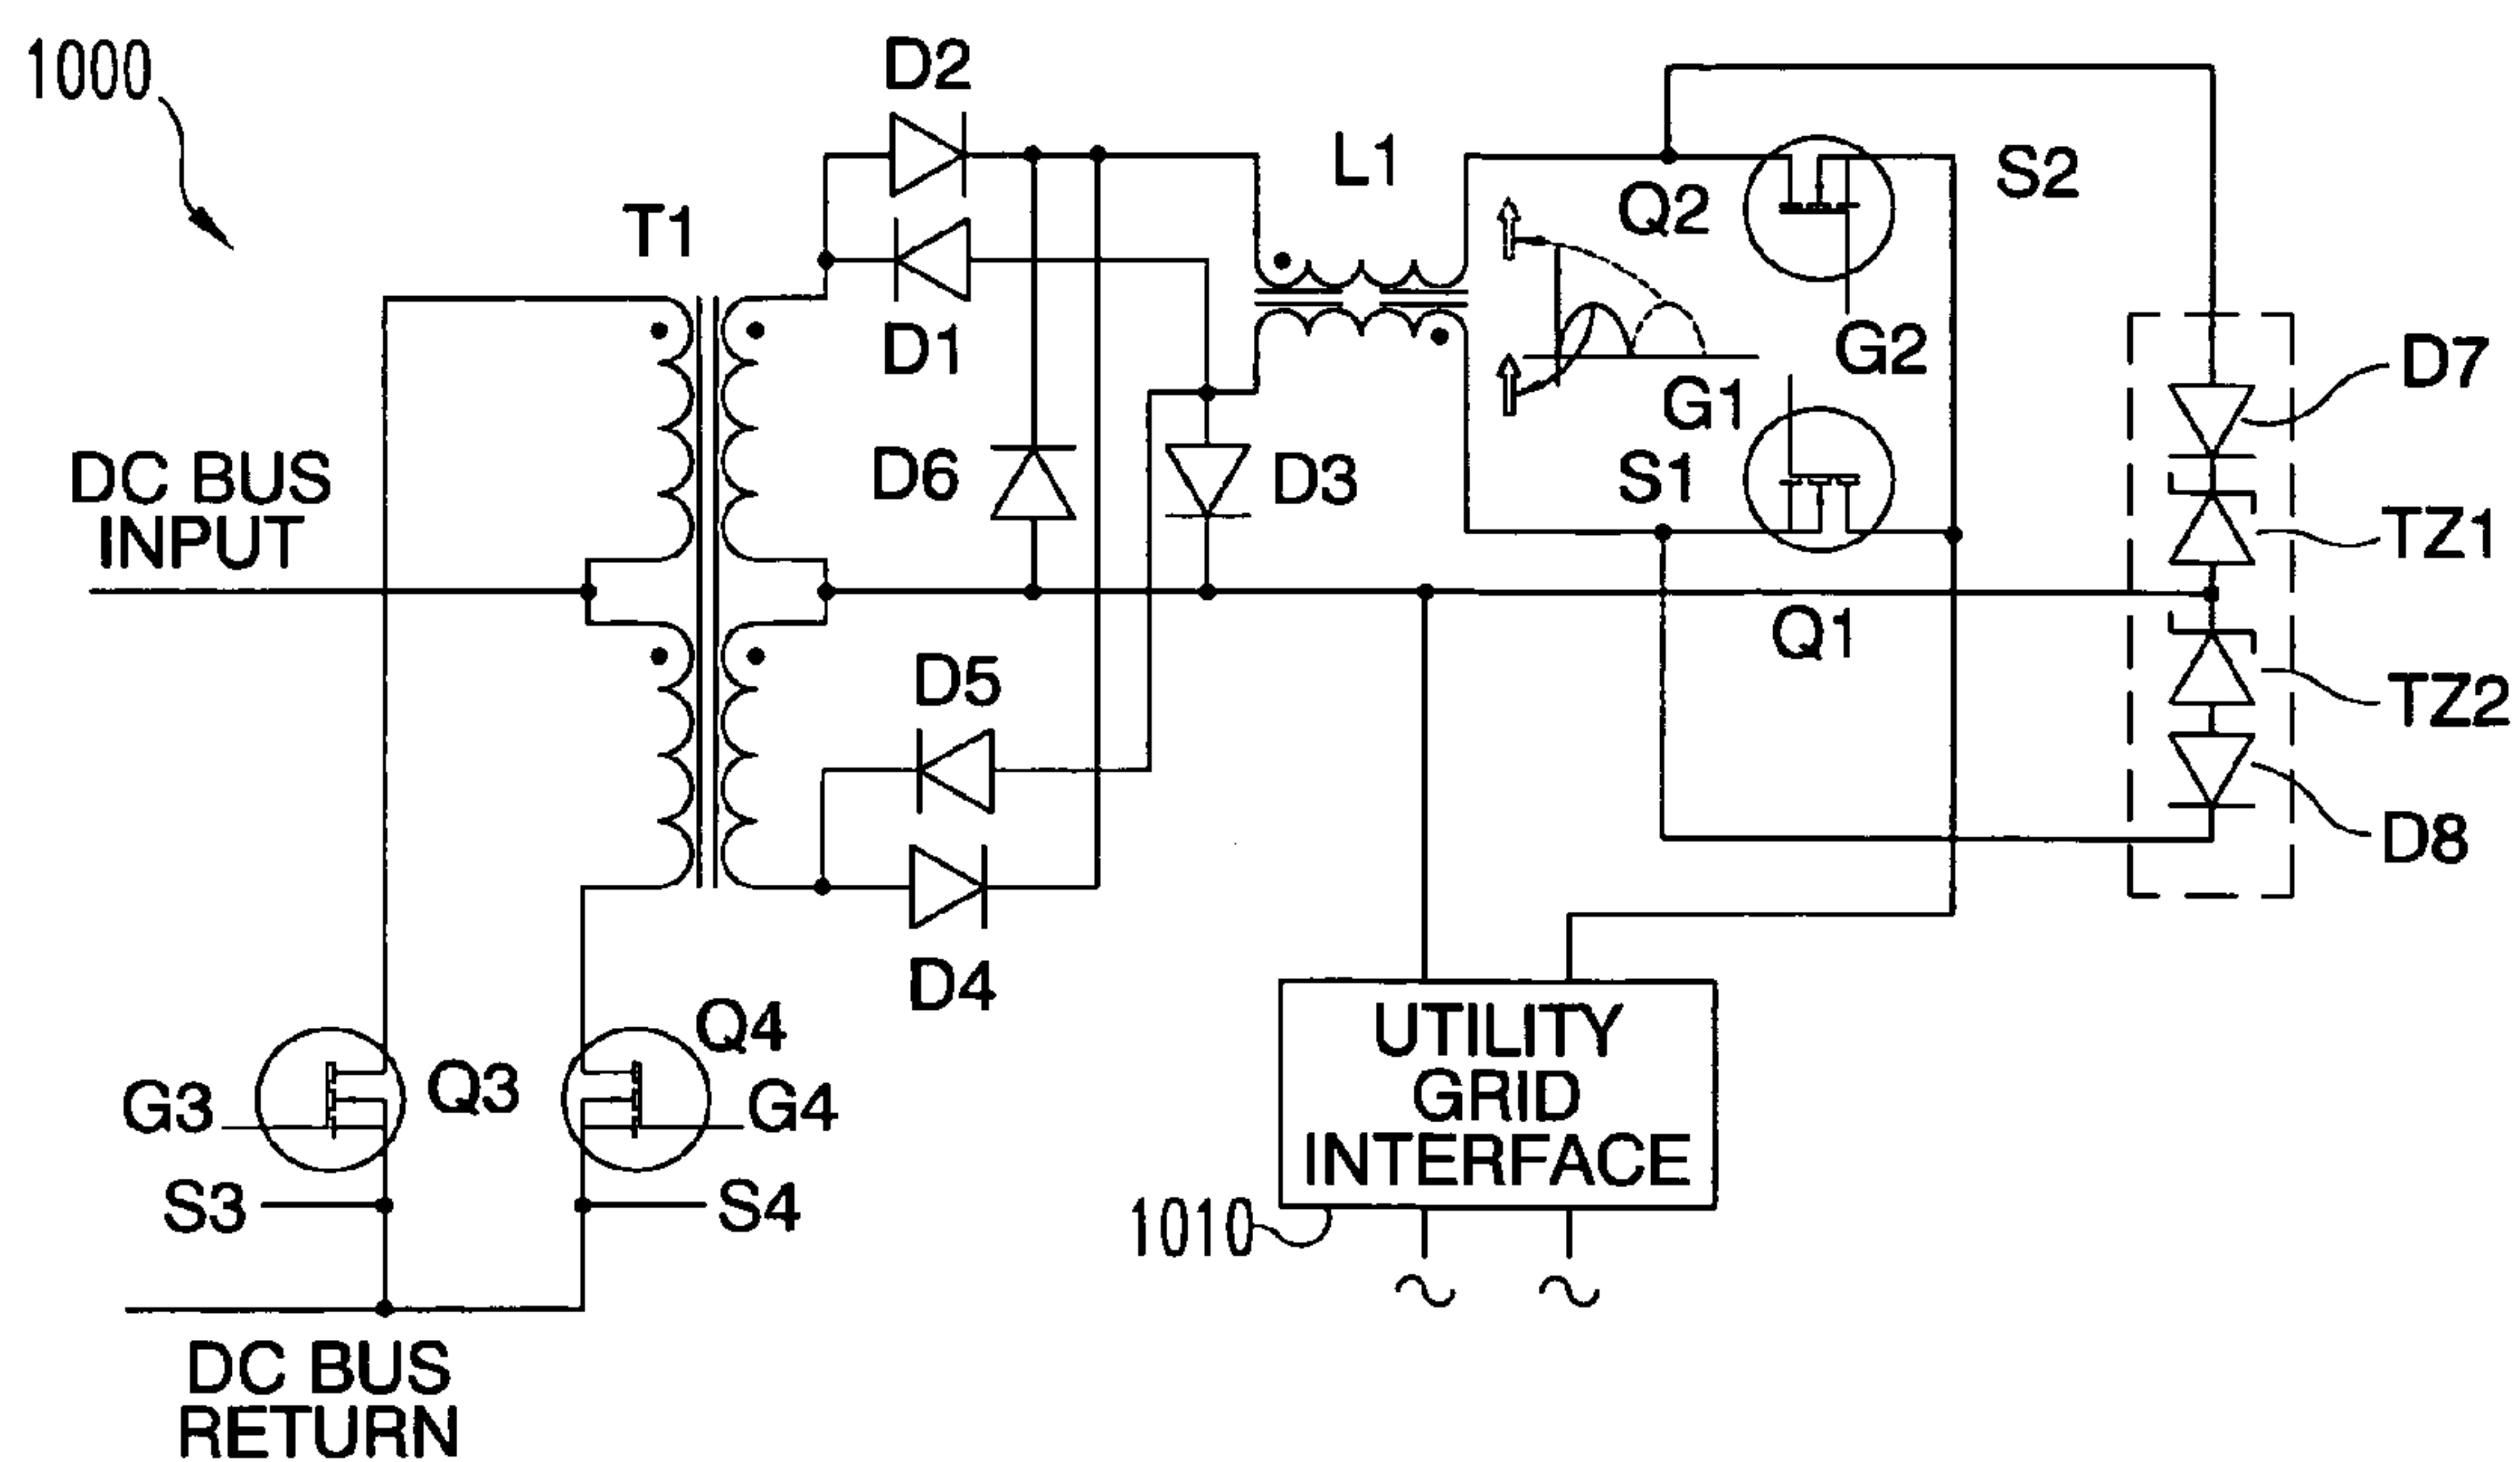 1000
D2
L1
S2
Q2
T1
D1
G2
G1
D7
DC BUS
INPUT
D6
D3
S1
TZ1
Q1
D5
TZ2
D8
D4
Q4
UTILITY
GRID
INTERFACE
G3
Q3
G4
S3
S4
1010
DC BUS
RETURN